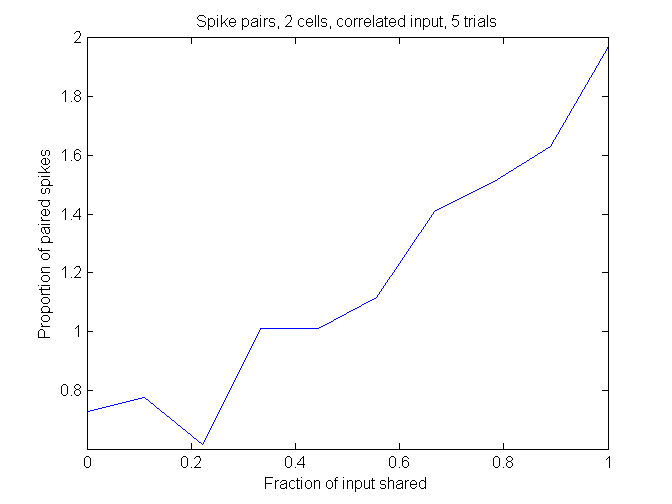 Spike pairs, 2 cells, correlated input, 5 trials
2
1.8
1.6
1.4
1.2
1
0.8
Proportion of paired spikes
0 0.2 0.4 0.6 0.8 1
Fraction of input shared